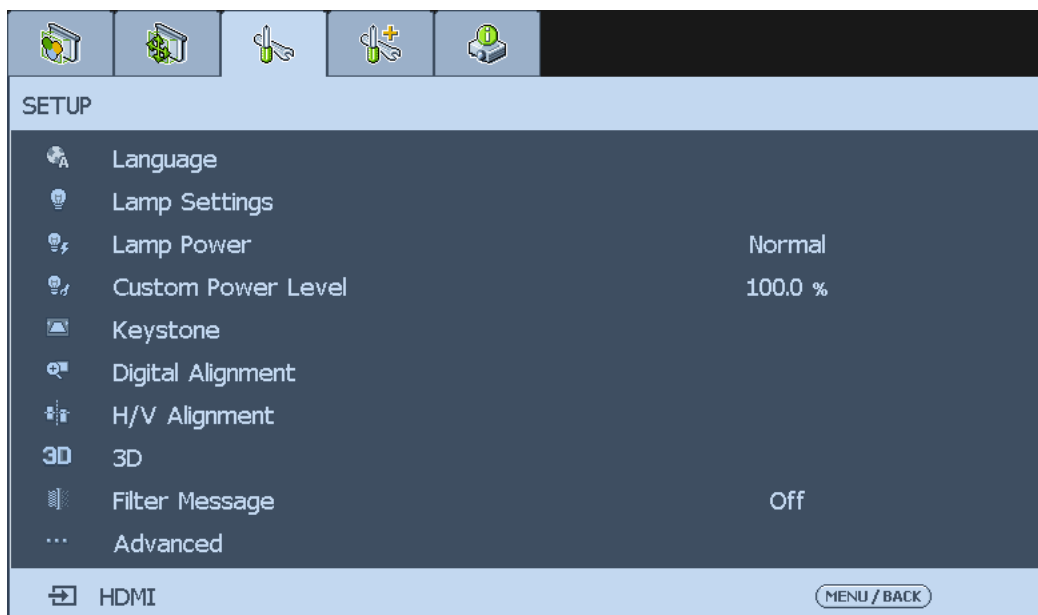 SETUP
Language
Lamp Settings
Lamp Power Normal
Custom Power Level 100.0 %
Keystone
Digital Alignment
H/V Alignment
3D 3D
Filter Message Off
... Advanced
HDMI MENU / BACK